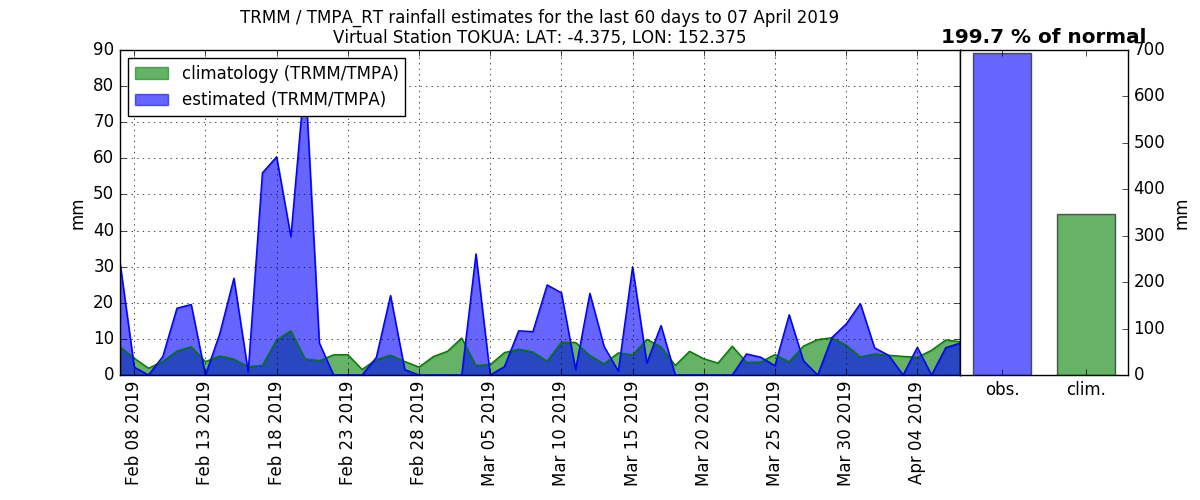 TRMM / TMPA_RT rainfall estimates for the last 60 days to 07 April 2019
Virtual Station TOKUA: LAT: -4.375, LON: 152.375
199.7 % of normal
climatology (TRMM/TMPA)
estimated (TRMM/TMPA)
90
80
70
60
50
40
30
20
10
0
mm
Feb 08 2019
Feb 13 2019
Feb 18 2019
Feb 23 2019
Feb 28 2019
Mar 05 2019
Mar 10 2019
Mar 15 2019
Mar 20 2019
Mar 25 2019
Mar 30 2019
Apr 04 2019
obs.
clim.
700
600
500
400
300
200
100
0
mm